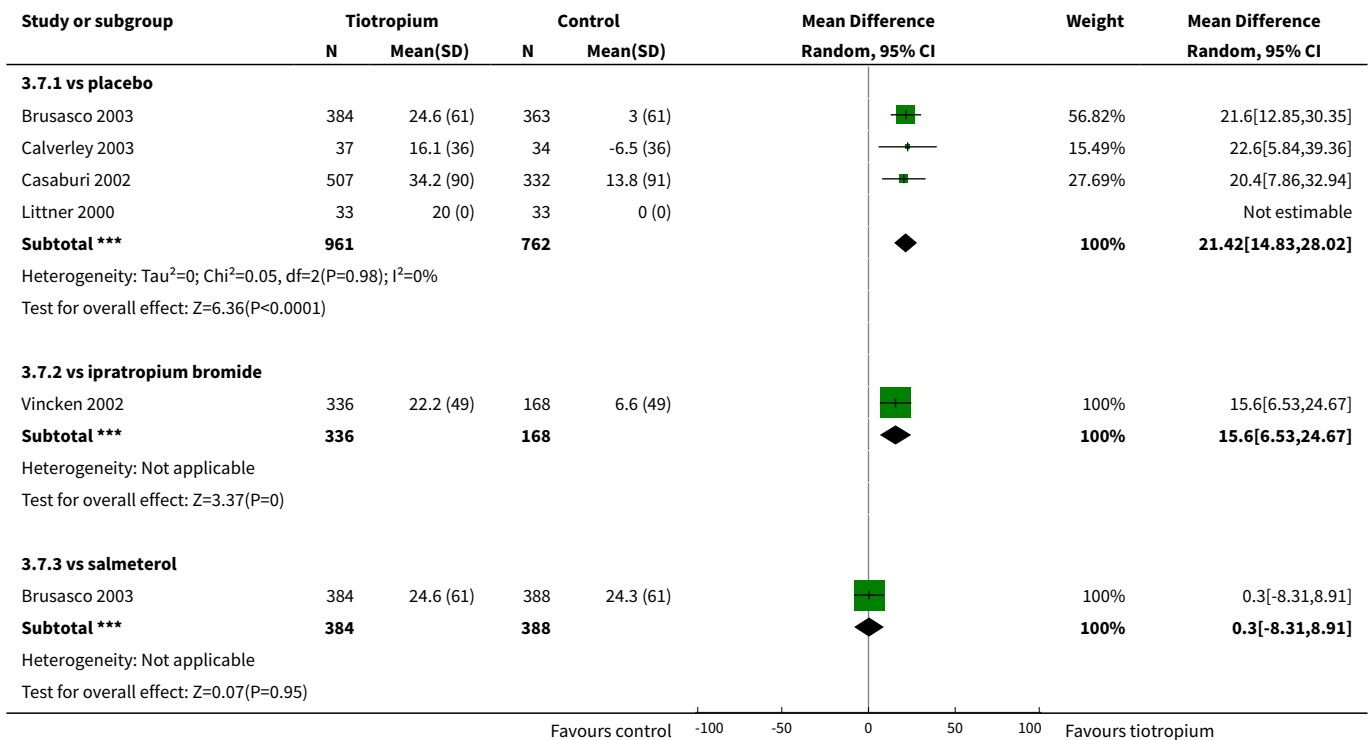 Study or subgroup Tiotropium Control Mean Difference Weight Mean Difference
N Mean(SD) N Mean(SD) Random, 95% CI Random, 95% CI
3.7.1 vs placebo
Brusasco 2003 384 24.6 (61) 363 3 (61) 56.82% 21.6[12.85,30.35]
Calverley 2003 37 16.1 (36) 34 -6.5 (36) 15.49% 22.6[5.84,39.36]
Casaburi 2002 507 34.2 (90) 332 13.8 (91) 27.69% 20.4[7.86,32.94]
Littner 2000 33 20 (0) 33 0 (0) Not estimable
Subtotal *** 961 762 100% 21.42[14.83,28.02]
Heterogeneity: Tau²=0; Chi²=0.05, df=2(P=0.98); I²=0%
Test for overall effect: Z=6.36(P<0.0001)
3.7.2 vs ipratropium bromide
Vincken 2002 336 22.2 (49) 168 6.6 (49) 100% 15.6[6.53,24.67]
Subtotal *** 336 168 100% 15.6[6.53,24.67]
Heterogeneity: Not applicable
Test for overall effect: Z=3.37(P=0)
3.7.3 vs salmeterol
Brusasco 2003 384 24.6 (61) 388 24.3 (61) 100% 0.3[-8.31,8.91]
Subtotal *** 384 388 100% 0.3[-8.31,8.91]
Heterogeneity: Not applicable
Test for overall effect: Z=0.07(P=0.95)
Favours control -100 -50 0 50 100 Favours tiotropium